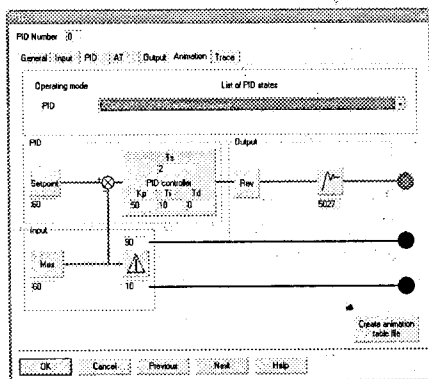 PID Number 0
General Input PID AT Output Animation Trace
Operating mode List of PID states
PID
PID Output
Ts
2
PID controller
Kp Ti Td
50 10 0
Setpoint
60
Rev
5027
Input
90
Mes
60
10
Create animation
table file
OK Cancel Previous Next Help